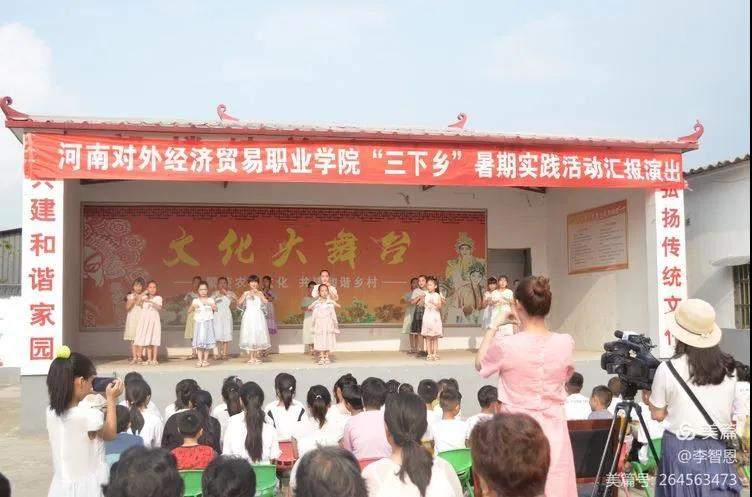 河南对外经济贸易职业学院“三下乡”暑期实践活动汇报演出
共建和谐家园
文化大舞台
弘扬传统文化
美篇
@李智恩
美篇号: 264563473